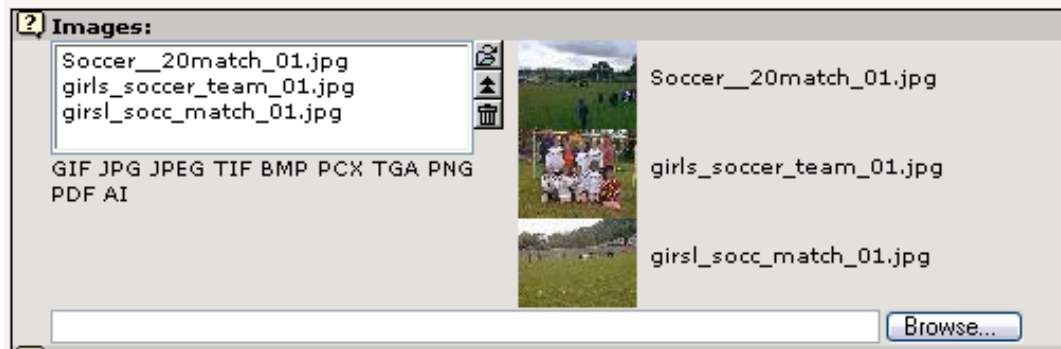 ? Images:
Soccer__20match_01.jpg
girls_soccer_team_01.jpg
girsl_socc_match_01.jpg
GIF JPG JPEG TIF BMP PCX TGA PNG
PDF AI
Soccer__20match_01.jpg
girls_soccer_team_01.jpg
girsl_socc_match_01.jpg
Browse...